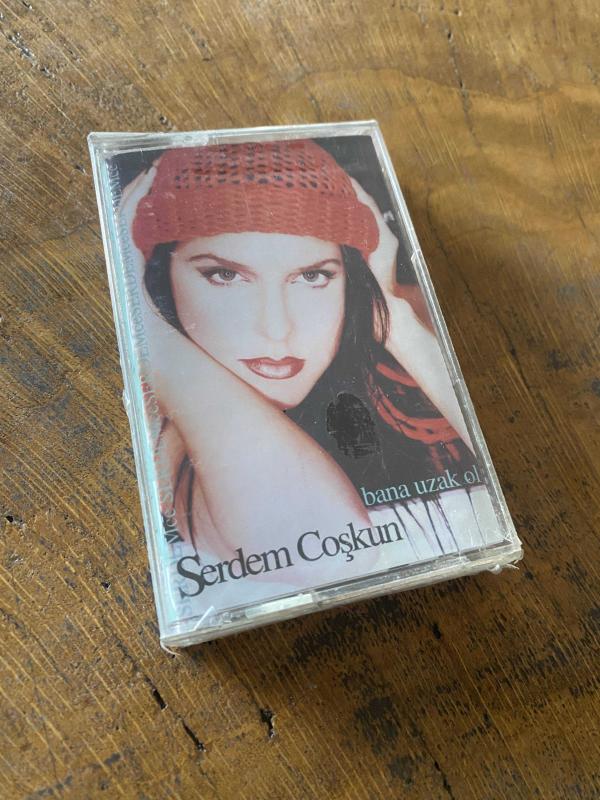 bana uzak ol
Serdem Coşkun